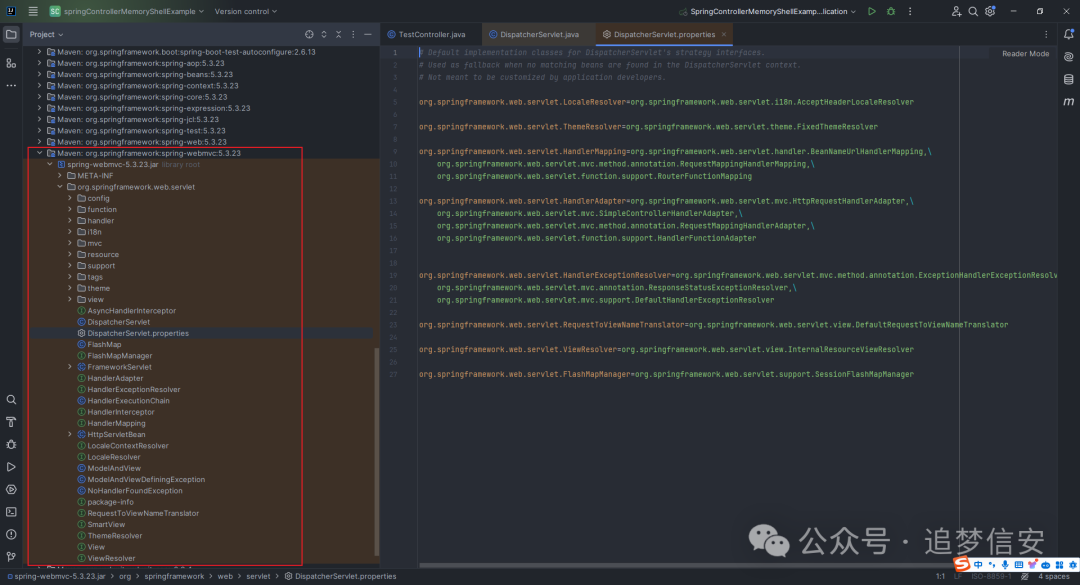 SC springControllerMemoryShellExample Version control SpringControllerMemoryShellExamp...lication
Project
TestController.java DispatcherServlet.java DispatcherServlet.properties
Reader Mode
Maven: org.springframework.boot:spring-boot-test-autoconfigure:2.6.13
Maven: org.springframework:spring-aop:5.3.23
Maven: org.springframework:spring-beans:5.3.23
Maven: org.springframework:spring-context:5.3.23
Maven: org.springframework:spring-core:5.3.23
Maven: org.springframework:spring-expression:5.3.23
Maven: org.springframework:spring-jcl:5.3.23
Maven: org.springframework:spring-test:5.3.23
Maven: org.springframework:spring-web:5.3.23
Maven: org.springframework:spring-webmvc:5.3.23
spring-webmvc-5.3.23.jar library root
META-INF
org.springframework.web.servlet
config
function
handler
i18n
mvc
resource
support
tags
theme
view
AsyncHandlerInterceptor
DispatcherServlet
DispatcherServlet.properties
FlashMap
FlashMapManager
FrameworkServlet
HandlerAdapter
HandlerExceptionResolver
HandlerExecutionChain
HandlerInterceptor
HandlerMapping
HttpServletBean
LocaleContextResolver
LocaleResolver
ModelAndView
ModelAndViewDefiningException
NoHandlerFoundException
package-info
RequestToViewNameTranslator
SmartView
ThemeResolver
View
ViewResolver
1 # Default implementation classes for DispatcherServlet's strategy interfaces.
2 # Used as fallback when no matching beans are found in the DispatcherServlet context.
3 # Not meant to be customized by application developers.
4
5 org.springframework.web.servlet.LocaleResolver=org.springframework.web.servlet.i18n.AcceptHeaderLocaleResolver
6
7 org.springframework.web.servlet.ThemeResolver=org.springframework.web.servlet.theme.FixedThemeResolver
8
9 org.springframework.web.servlet.HandlerMapping=org.springframework.web.servlet.handler.BeanNameUrlHandlerMapping,\
10 org.springframework.web.servlet.mvc.method.annotation.RequestMappingHandlerMapping,\
11 org.springframework.web.servlet.function.support.RouterFunctionMapping
12
13 org.springframework.web.servlet.HandlerAdapter=org.springframework.web.servlet.mvc.HttpRequestHandlerAdapter,\
14 org.springframework.web.servlet.mvc.SimpleControllerHandlerAdapter,\
15 org.springframework.web.servlet.mvc.method.annotation.RequestMappingHandlerAdapter,\
16 org.springframework.web.servlet.function.support.HandlerFunctionAdapter
17
18
19 org.springframework.web.servlet.HandlerExceptionResolver=org.springframework.web.servlet.mvc.method.annotation.ExceptionHandlerExceptionResolv
20 org.springframework.web.servlet.mvc.annotation.ResponseStatusExceptionResolver,\
21 org.springframework.web.servlet.mvc.support.DefaultHandlerExceptionResolver
22
23 org.springframework.web.servlet.RequestToViewNameTranslator=org.springframework.web.servlet.view.DefaultRequestToViewNameTranslator
24
25 org.springframework.web.servlet.ViewResolver=org.springframework.web.servlet.view.InternalResourceViewResolver
26
27 org.springframework.web.servlet.FlashMapManager=org.springframework.web.servlet.support.SessionFlashMapManager
公众号 · 追梦信安
中
spring-webmvc-5.3.23.jar org springframework web servlet DispatcherServlet.properties 1:1 LF ISO-8859-1 4 spaces